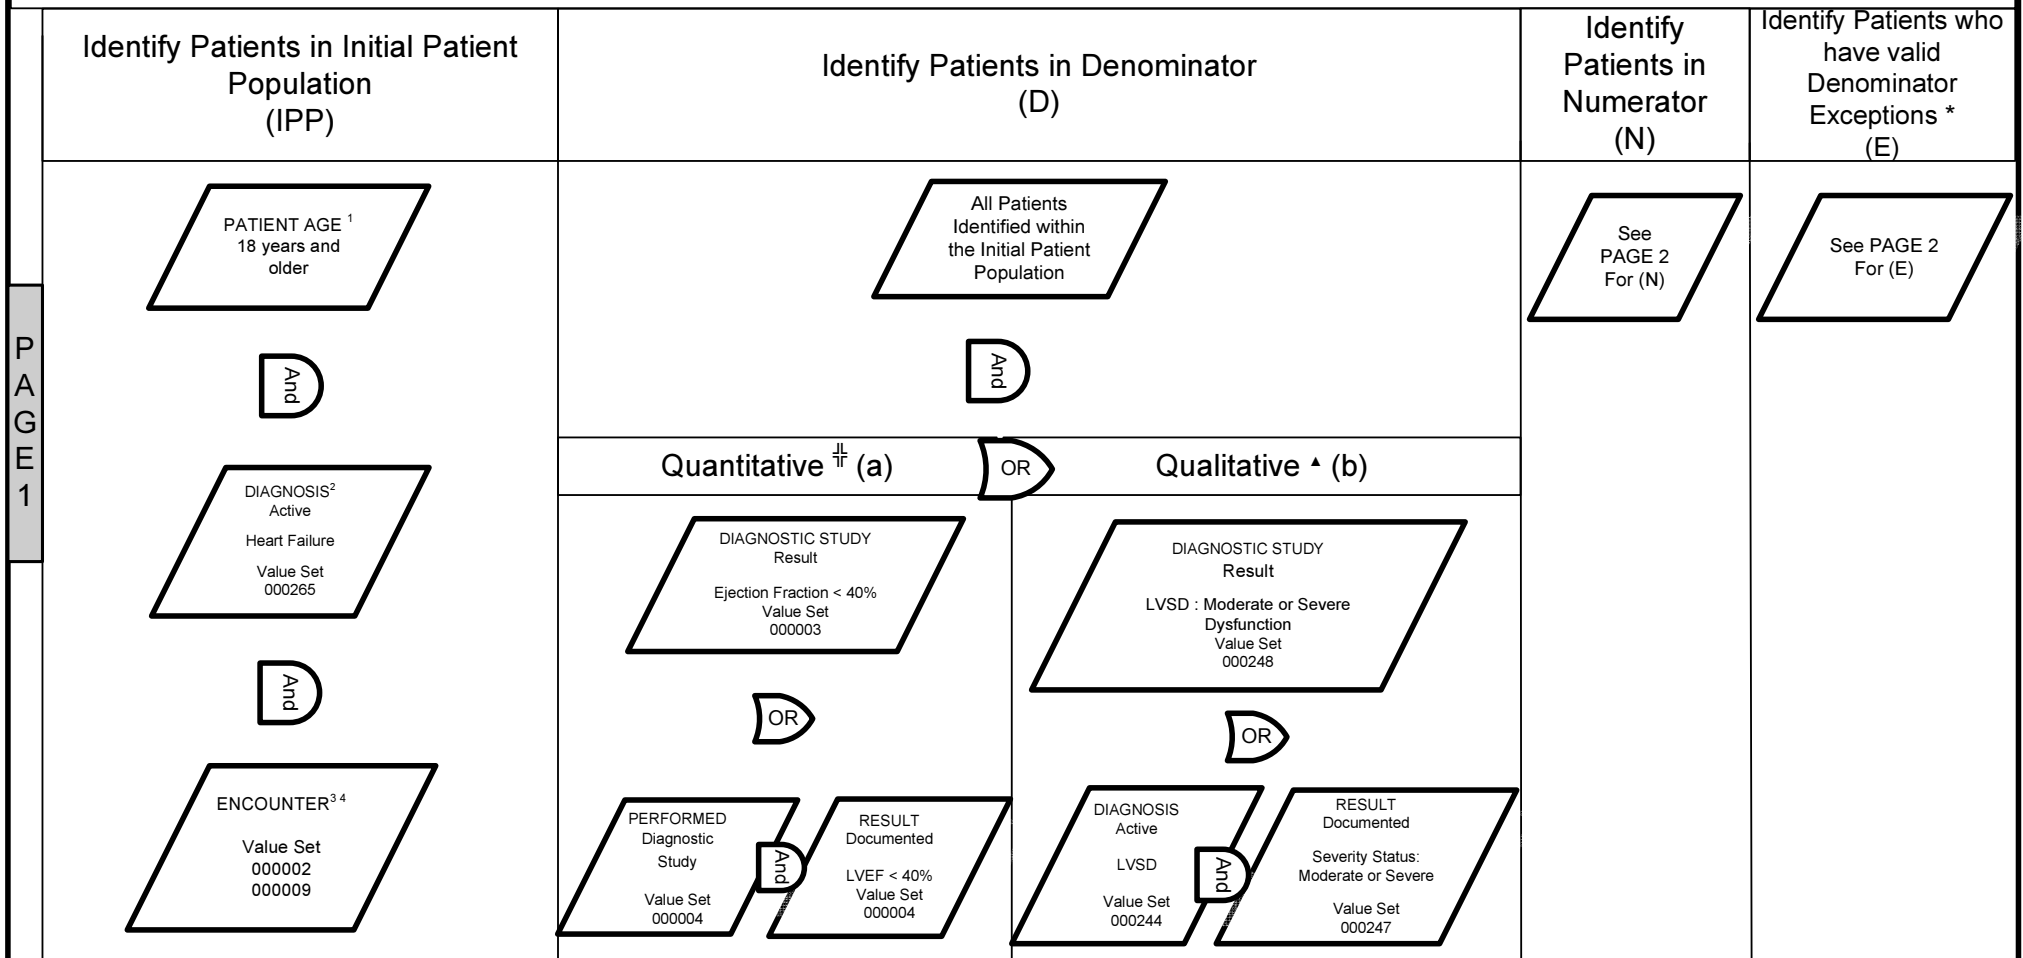 Identify Patients in Initial Patient
Population
(IPP)
Identify Patients in Denominator
(D)
Identify
Patients in
Numerator
(N)
Identify Patients who
have valid
Denominator
Exceptions *
(E)
P
A
G
E
1
PATIENT AGE 1
18 years and
older
And
DIAGNOSIS2
Active
Heart Failure
Value Set
000265
And
ENCOUNTER3 4
Value Set
000002
000009
All Patients
Identified within
the Initial Patient
Population
And
Quantitative ╬ (a)
OR
Qualitative ▲ (b)
DIAGNOSTIC STUDY
Result
Ejection Fraction < 40%
Value Set
000003
OR
PERFORMED
Diagnostic
Study
Value Set
000004
And
RESULT
Documented
LVEF < 40%
Value Set
000004
DIAGNOSTIC STUDY
Result
LVSD : Moderate or Severe
Dysfunction
Value Set
000248
OR
DIAGNOSIS
Active
LVSD
Value Set
000244
And
RESULT
Documented
Severity Status:
Moderate or Severe
Value Set
000247
See
PAGE 2
For (N)
See PAGE 2
For (E)